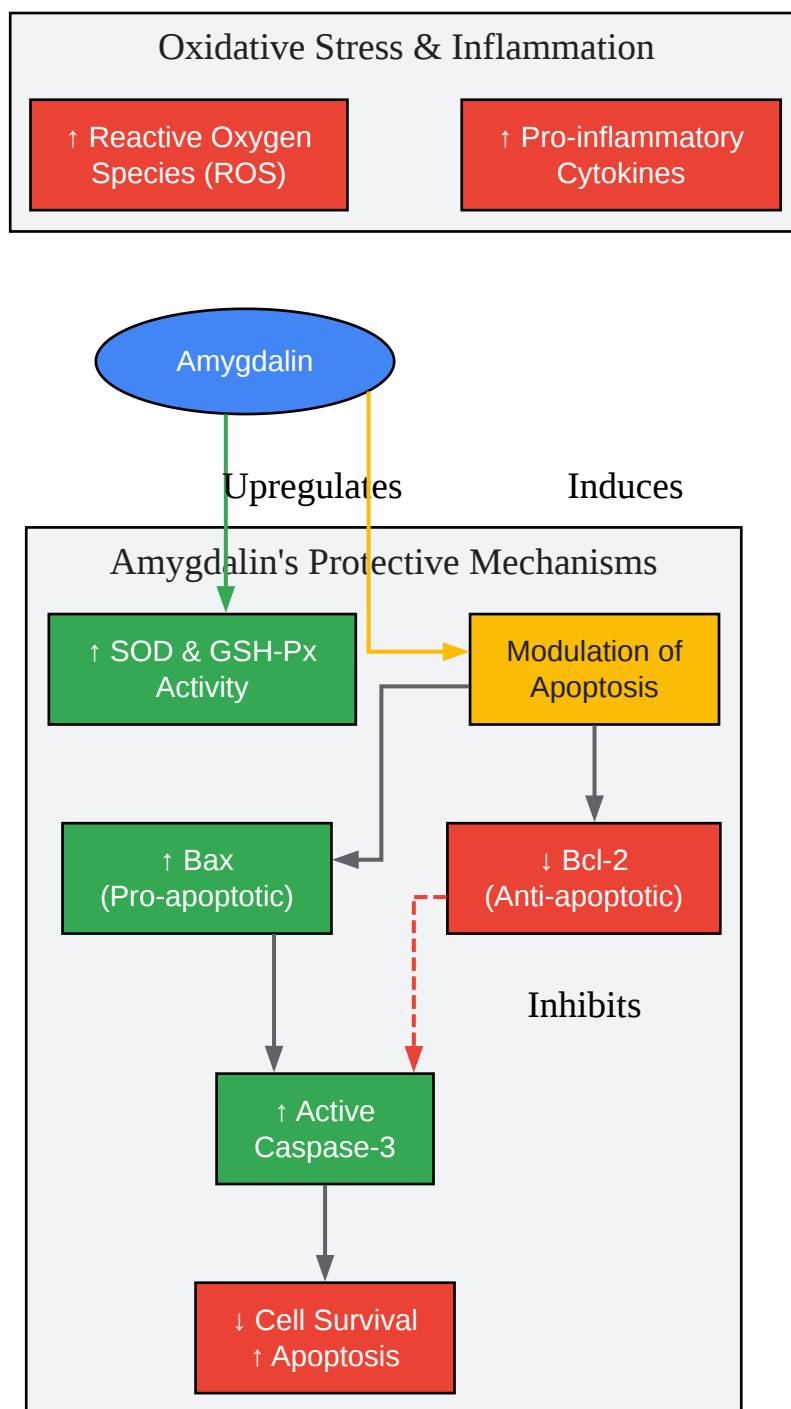 Oxidative Stress & Inflammation
↑ Reactive Oxygen
Species (ROS)
↑ Pro-inflammatory
Cytokines
Amygdalin
Upregulates
Induces
Amygdalin's Protective Mechanisms
↑ SOD & GSH-Px
Activity
Modulation of
Apoptosis
↑ Bax
(Pro-apoptotic)
↓ Bcl-2
(Anti-apoptotic)
Inhibits
↑ Active
Caspase-3
↓ Cell Survival
↑ Apoptosis